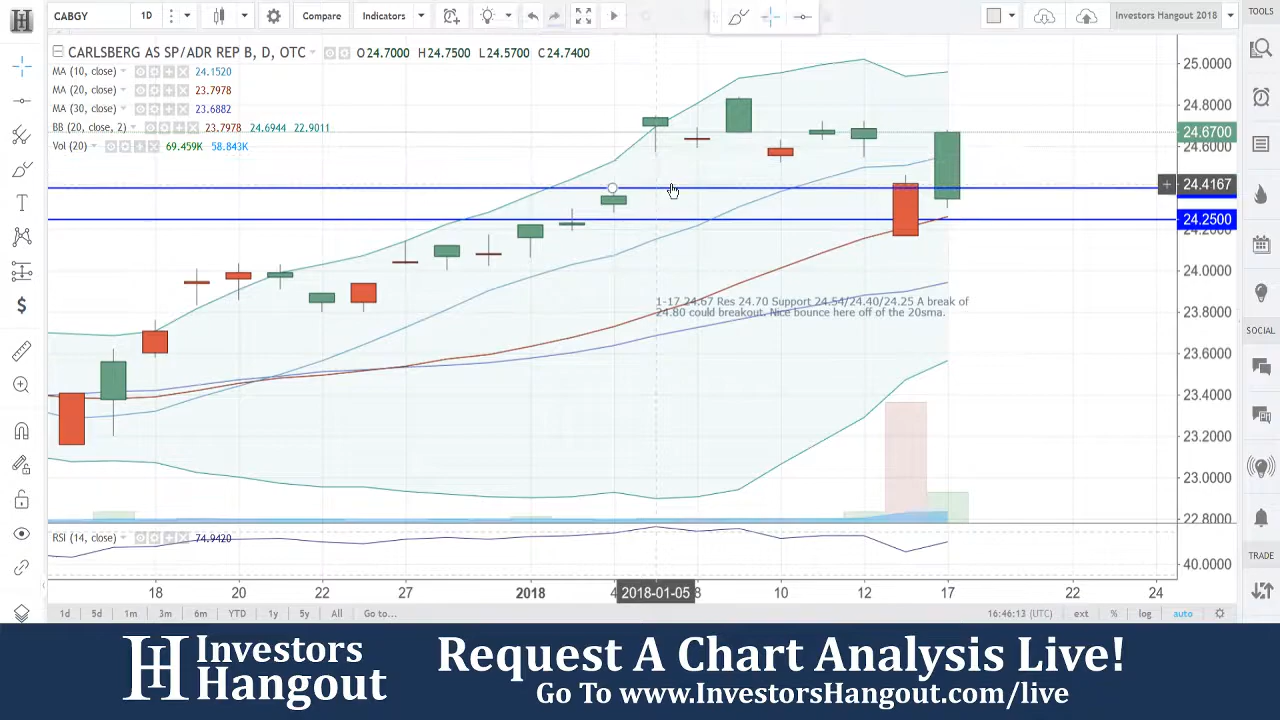 CABGY
1D
Compare
Indicators
Investors Hangout 2018
TOOLS
CARLSBERG AS SP/ADR REP B, D, OTC
O24.7000 H24.7500 L24.5700 C24.7400
MA (10, close) 24.1520
MA (20, close) 23.7978
MA (30, close) 23.6882
BB (20, close, 2) 23.7978 24.6944 22.9011
Vol (20) 69.459K 58.843K
25.0000
24.8000
24.6700
24.6000
24.4167
24.2500
24.2000
24.0000
23.8000
23.6000
23.4000
23.2000
23.0000
22.8000
1-17 24.67 Res 24.70 Support 24.54/24.40/24.25 A break of
24.80 could breakout. Nice bounce here off of the 20sma.
SOCIAL
RSI (14, close) 74.9420
40.0000
TRADE
18 20 22 27 2018 4 2018-01-05 8 10 12 17 22 24
1d 5d 1m 3m 6m YTD 1y 5y All Go to... 16:46:13 (UTC) ext % log auto
Investors
Hangout
Request A Chart Analysis Live!
Go To www.InvestorsHangout.com/live